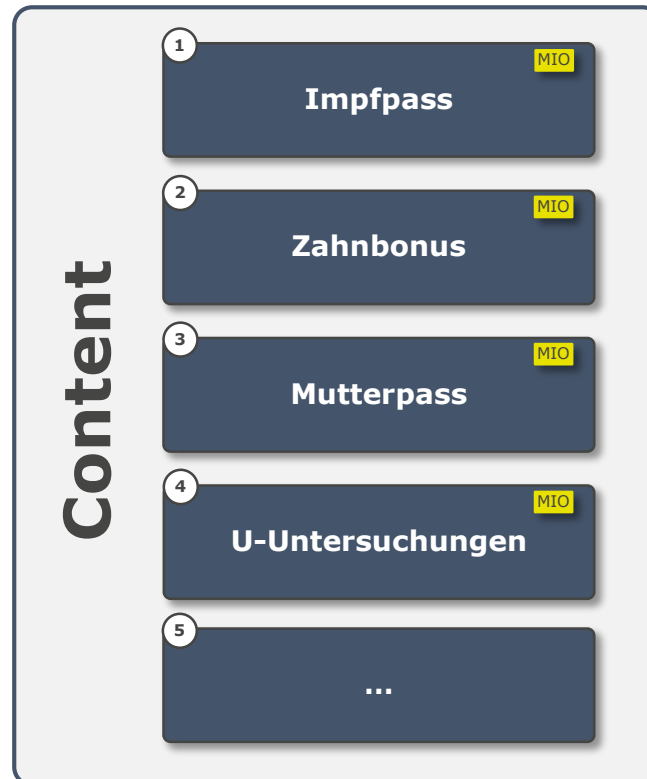 Content
1
MIO
Impfpass
2
MIO
Zahnbonus
3
MIO
Mutterpass
4
MIO
U-Untersuchungen
5
...